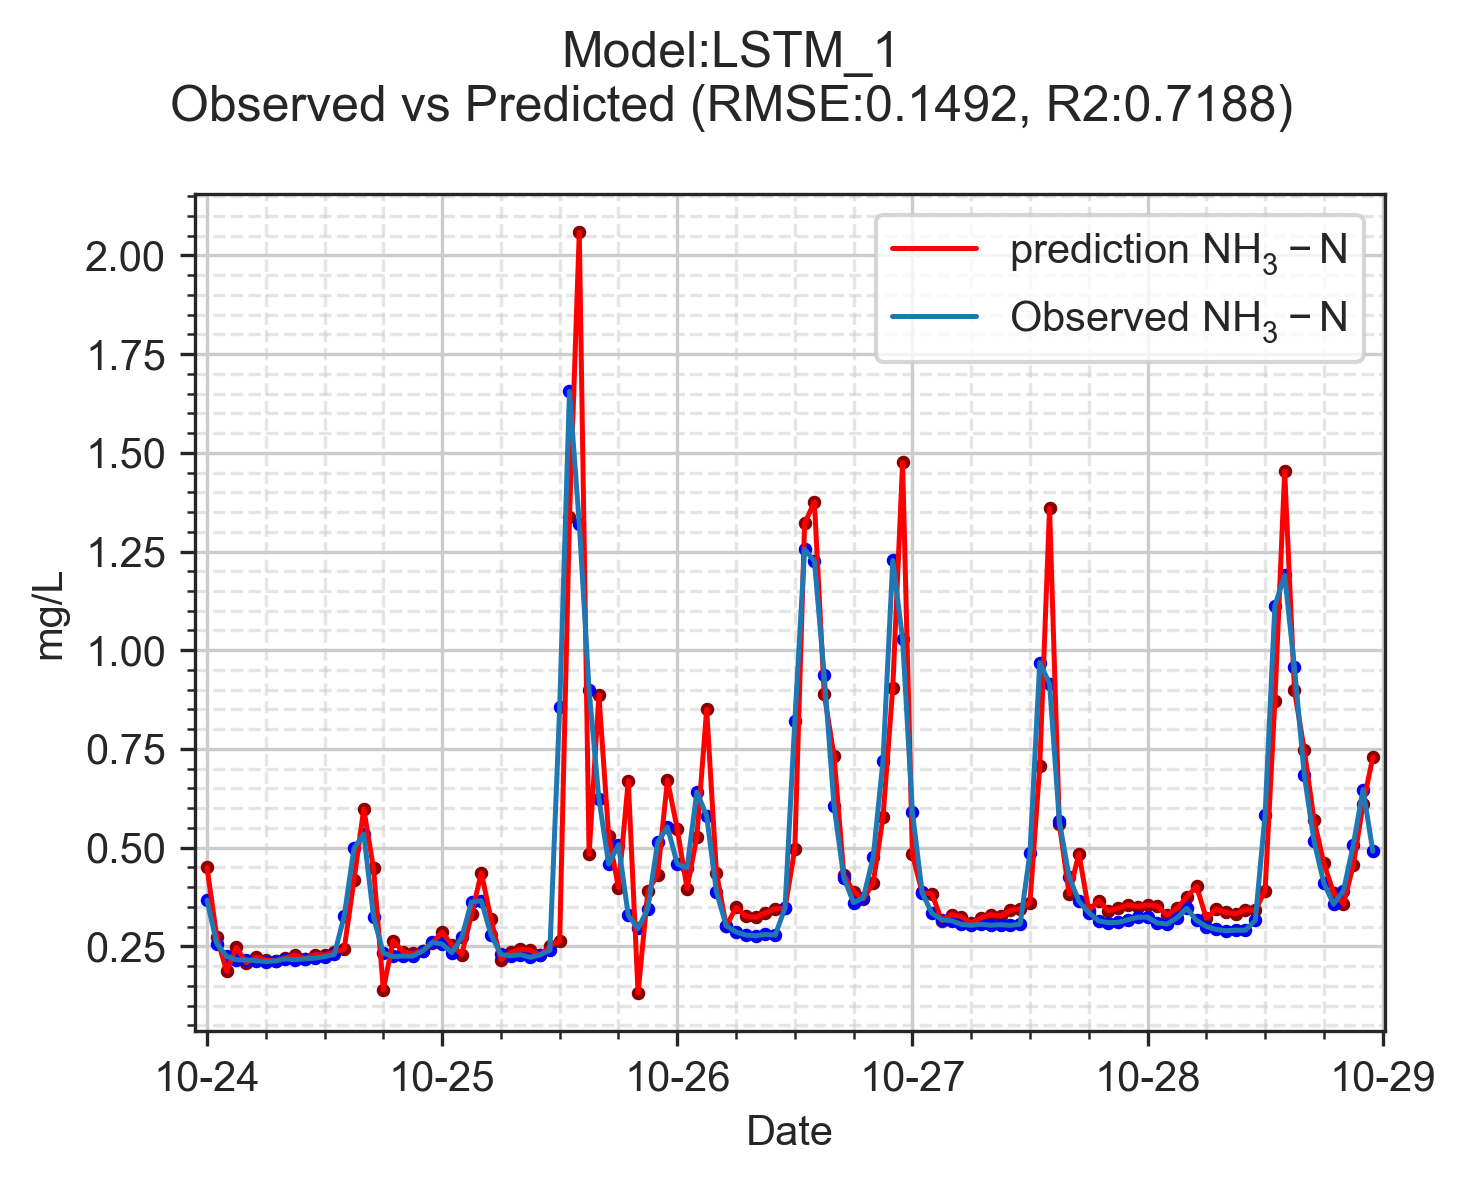 Model:LSTM_1
Observed vs Predicted (RMSE:0.1492, R2:0.7188)
prediction NH₃ − N
Observed NH₃ − N
2.00
1.75
1.50
1.25
1.00
0.75
0.50
0.25
mg/L
10-24 10-25 10-26 10-27 10-28 10-29
Date